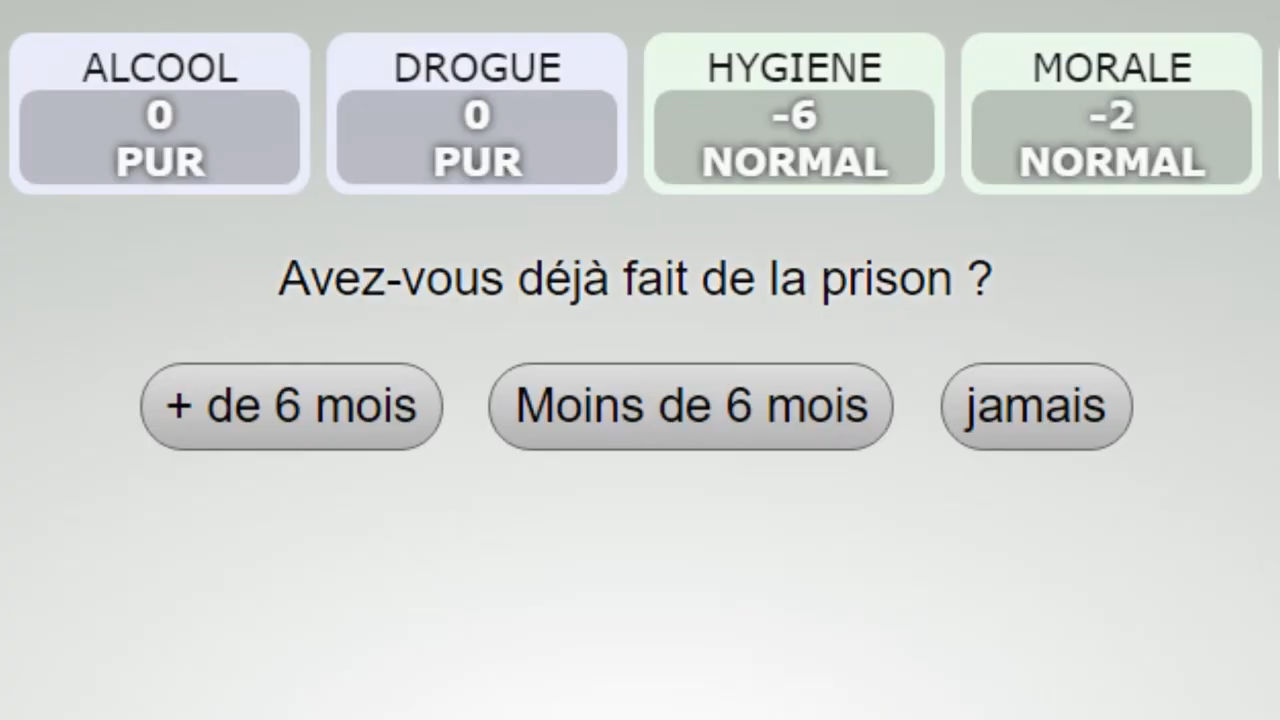 ALCOOL DROGUE HYGIENE MORALE
0 0 -6 -2
PUR PUR NORMAL NORMAL
Avez-vous déjà fait de la prison ?
+ de 6 mois Moins de 6 mois jamais